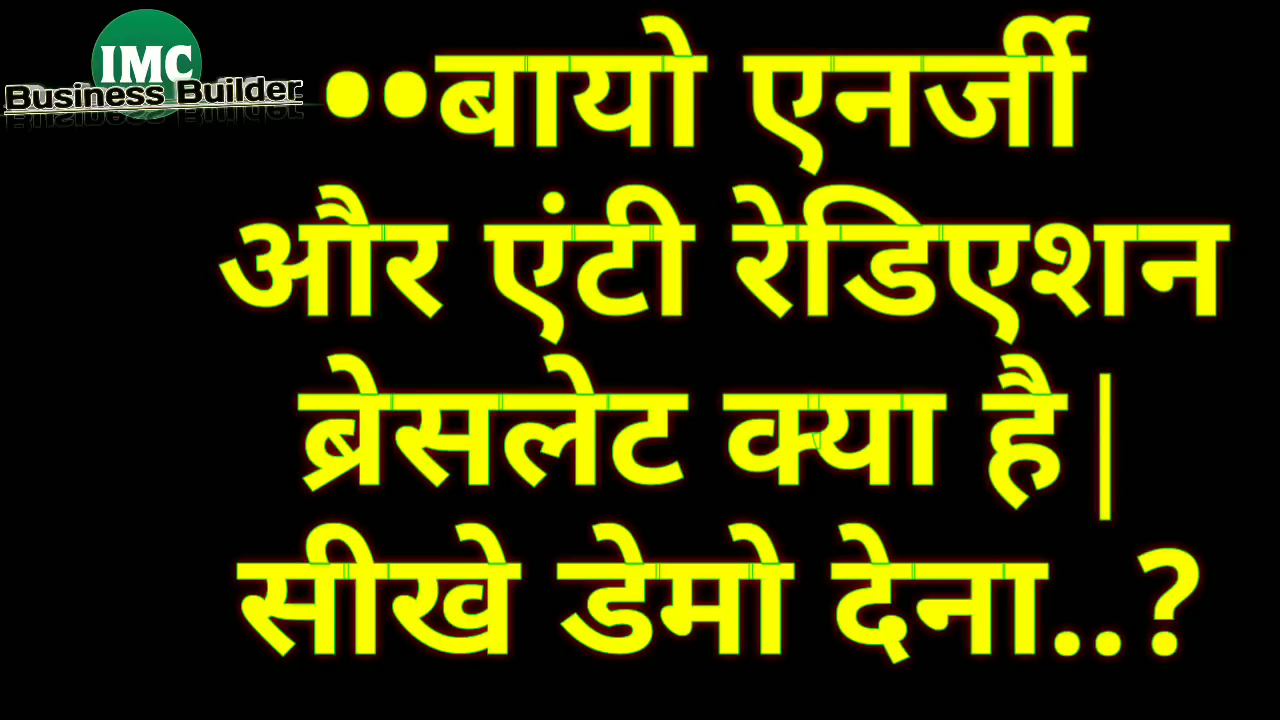 IMC
Business Builder
••बायो एनर्जी
और एंटी रेडिएशन
ब्रेसलेट क्या है|
सीखे डेमो देना..?